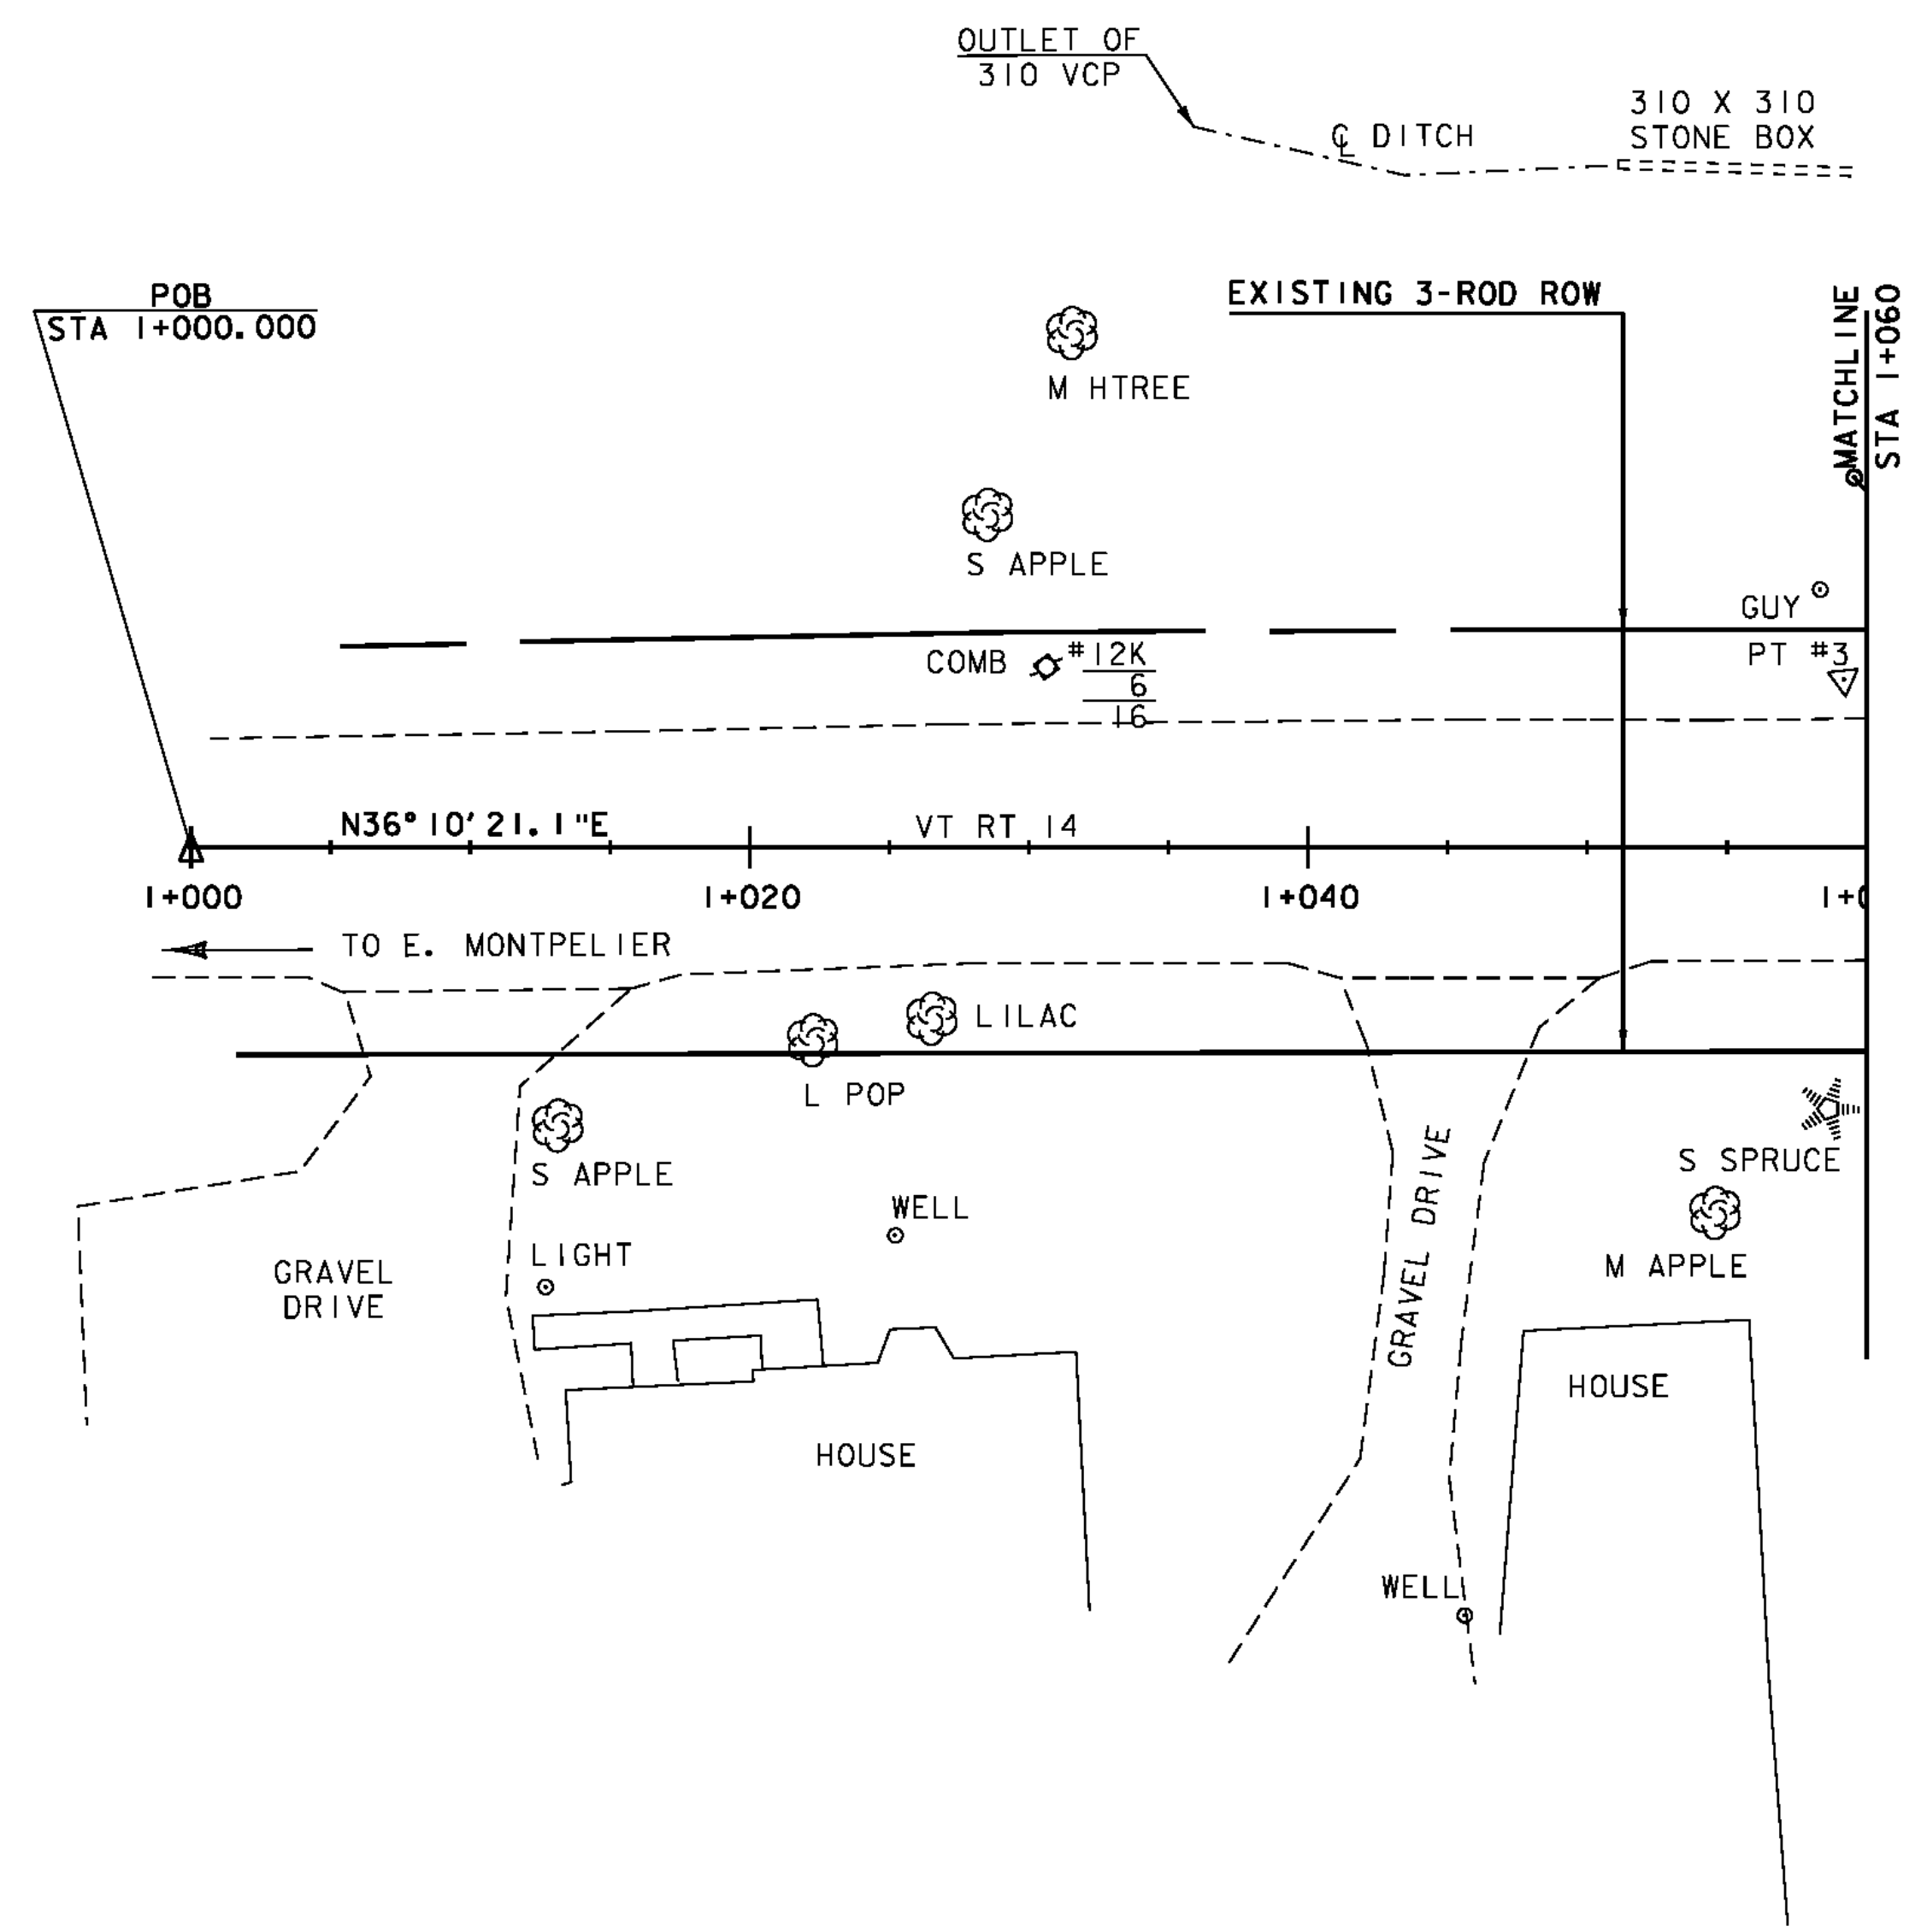 OUTLET OF
310 VCP
310 X 310
STONE BOX
℄ DITCH
POB
STA 1+000.000
EXISTING 3-ROD ROW
MATCHLINE
STA 1+060
M HTREE
S APPLE
GUY
COMB
#12K
6
16
PT #3
N36°10'21.1"E
VT RT 14
1+000
1+020
1+040
1+0
TO E. MONTPELIER
LILAC
L POP
S APPLE
S SPRUCE
WELL
GRAVEL DRIVE
LIGHT
M APPLE
GRAVEL
DRIVE
HOUSE
HOUSE
WELL